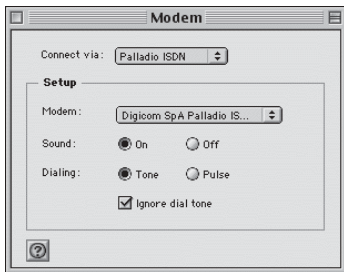 Modem
Connect via: Palladio ISDN
Setup
Modem: Digicom SpA Palladio IS...
Sound: On Off
Dialing: Tone Pulse
Ignore dial tone
?